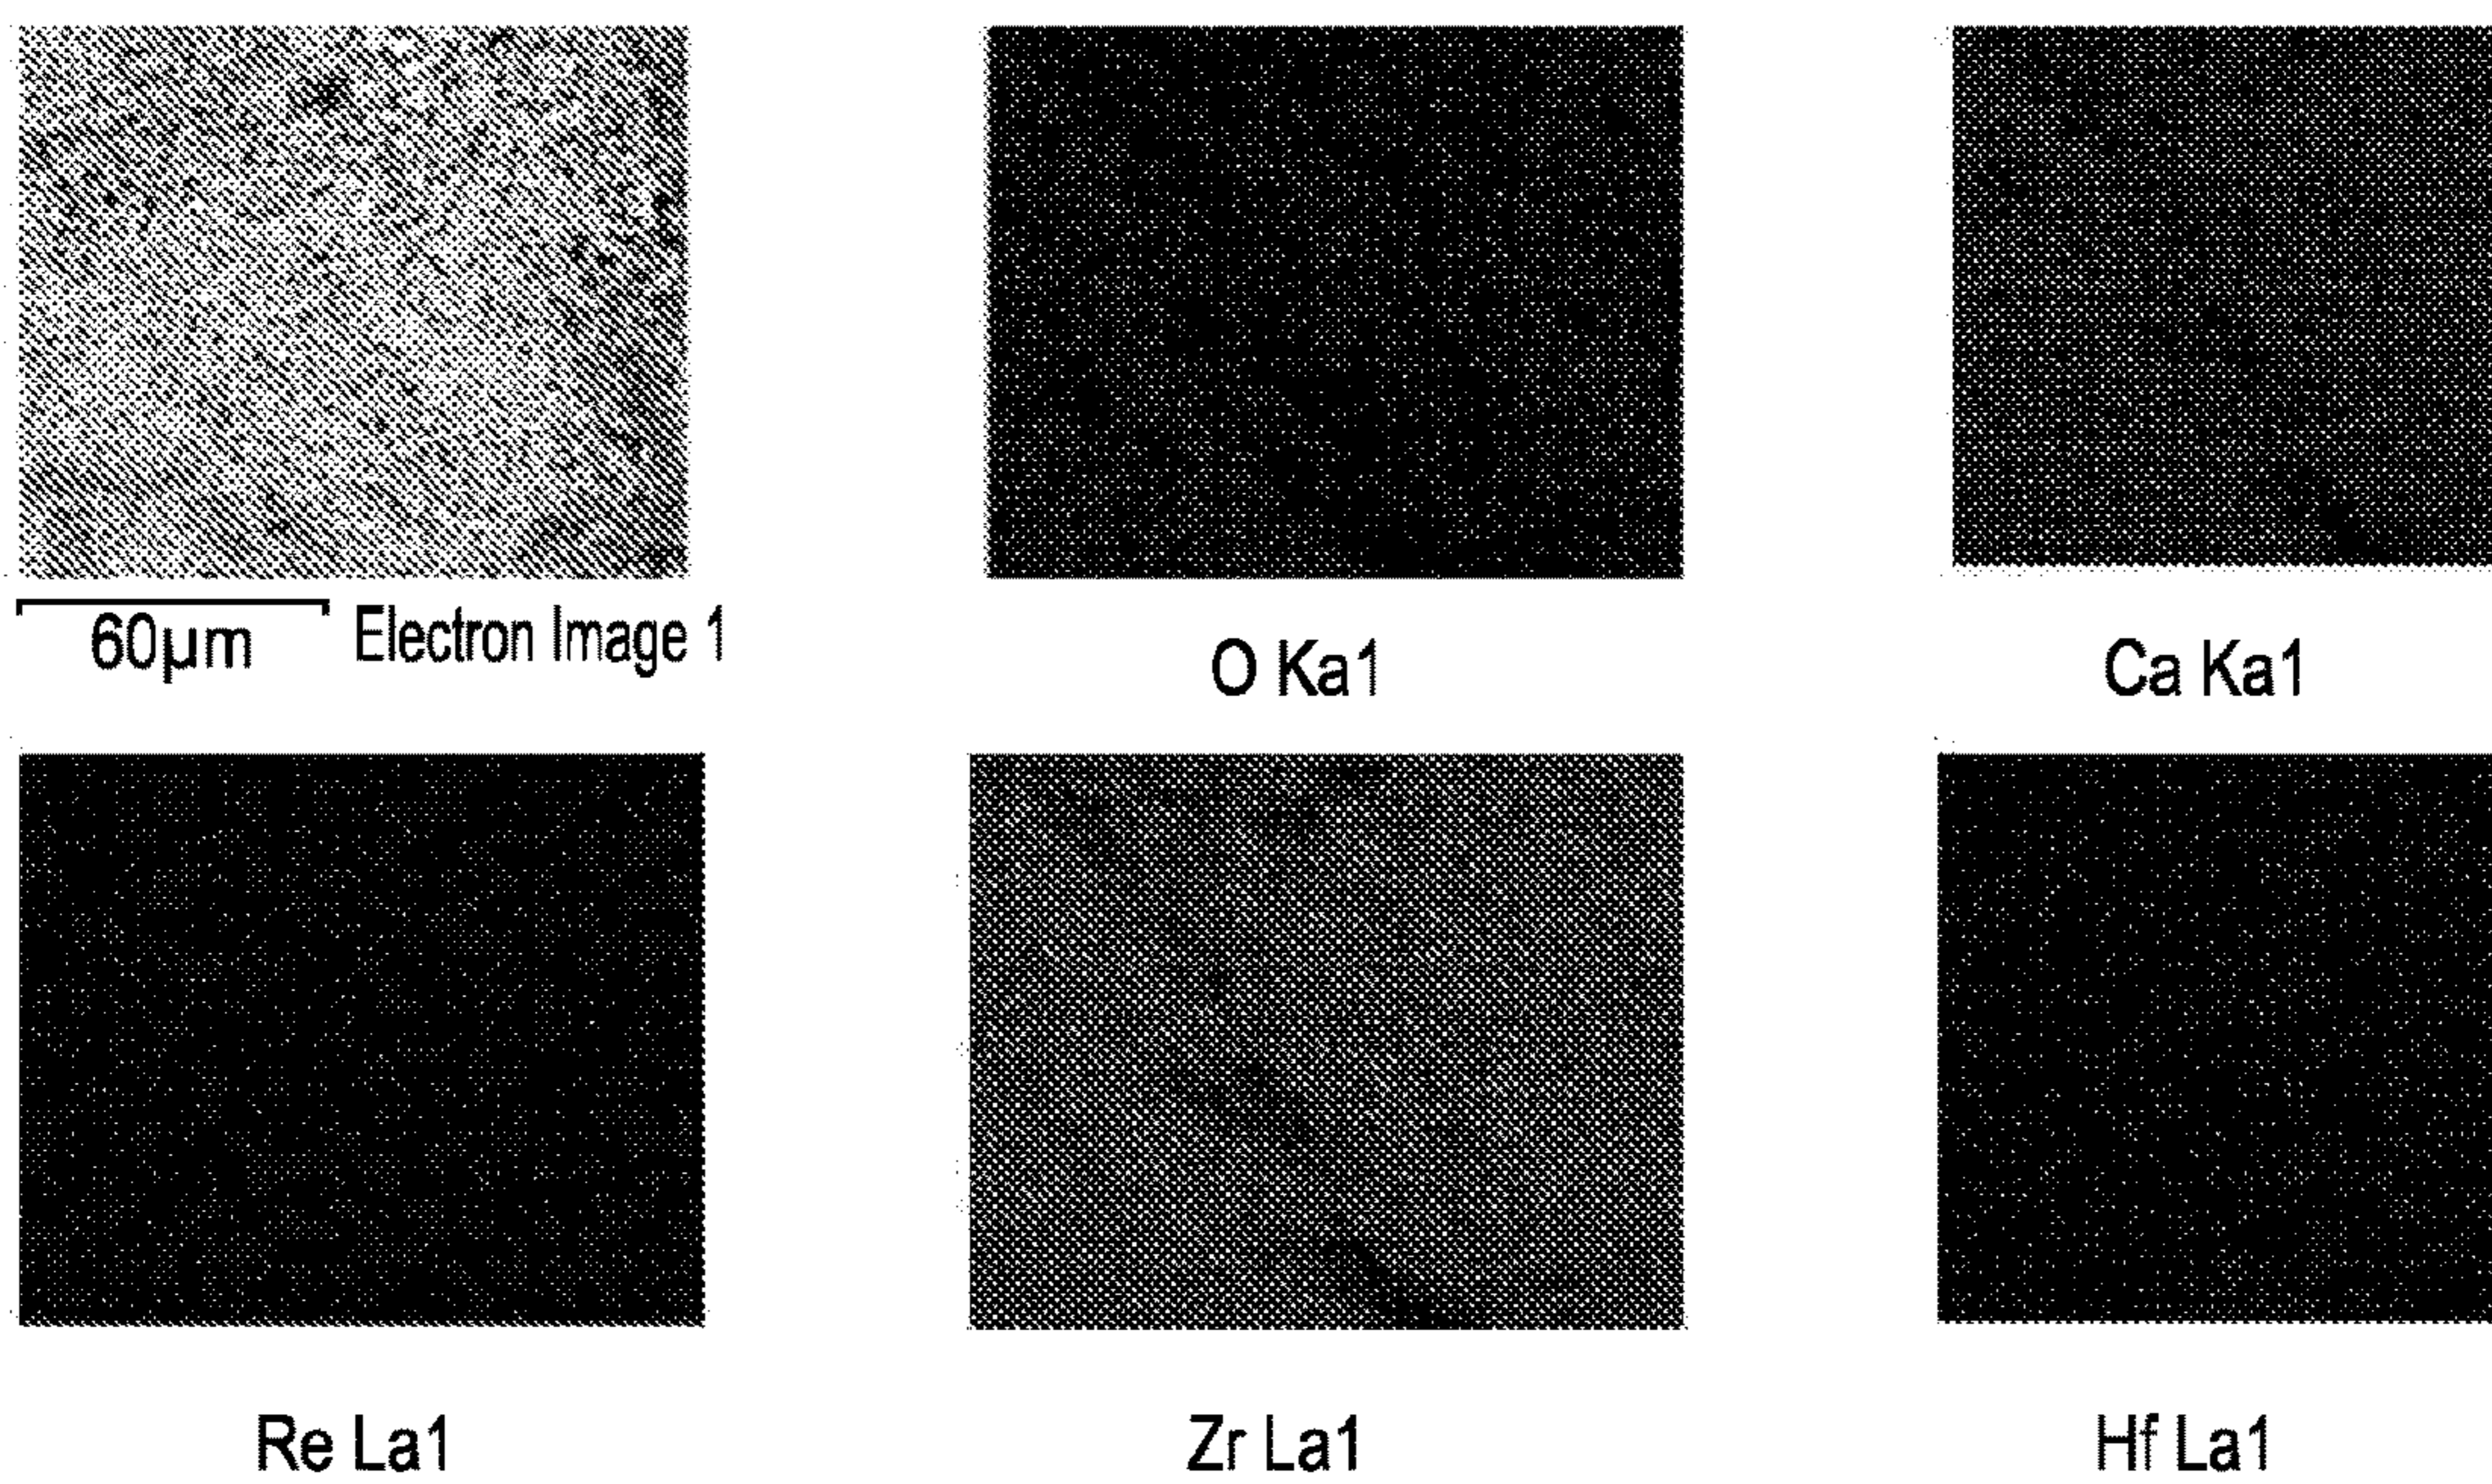 60µm Electron Image 1
O Ka1
Ca Ka1
Re La1
Zr La1
Hf La1